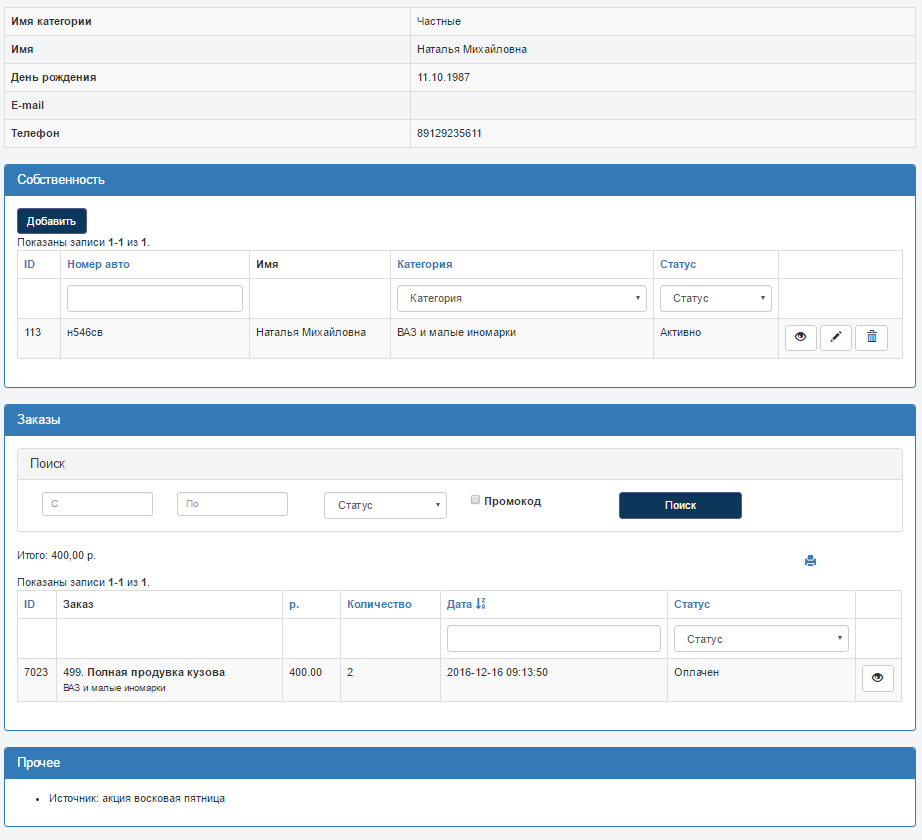 Имя категории Частные
Имя Наталья Михайловна
День рождения 11.10.1987
E-mail
Телефон 89129235611
Собственность
Добавить
Показаны записи 1-1 из 1.
ID Номер авто Имя Категория Статус
Категория Статус
113 н546св Наталья Михайловна ВАЗ и малые иномарки Активно
Заказы
Поиск
С По Статус Промокод Поиск
Итого: 400,00 р.
Показаны записи 1-1 из 1.
ID Заказ р. Количество Дата Статус
Статус
7023 499. Полная продувка кузова 400.00 2 2016-12-16 09:13:50 Оплачен
ВАЗ и малые иномарки
Прочее
Источник: акция восковая пятница